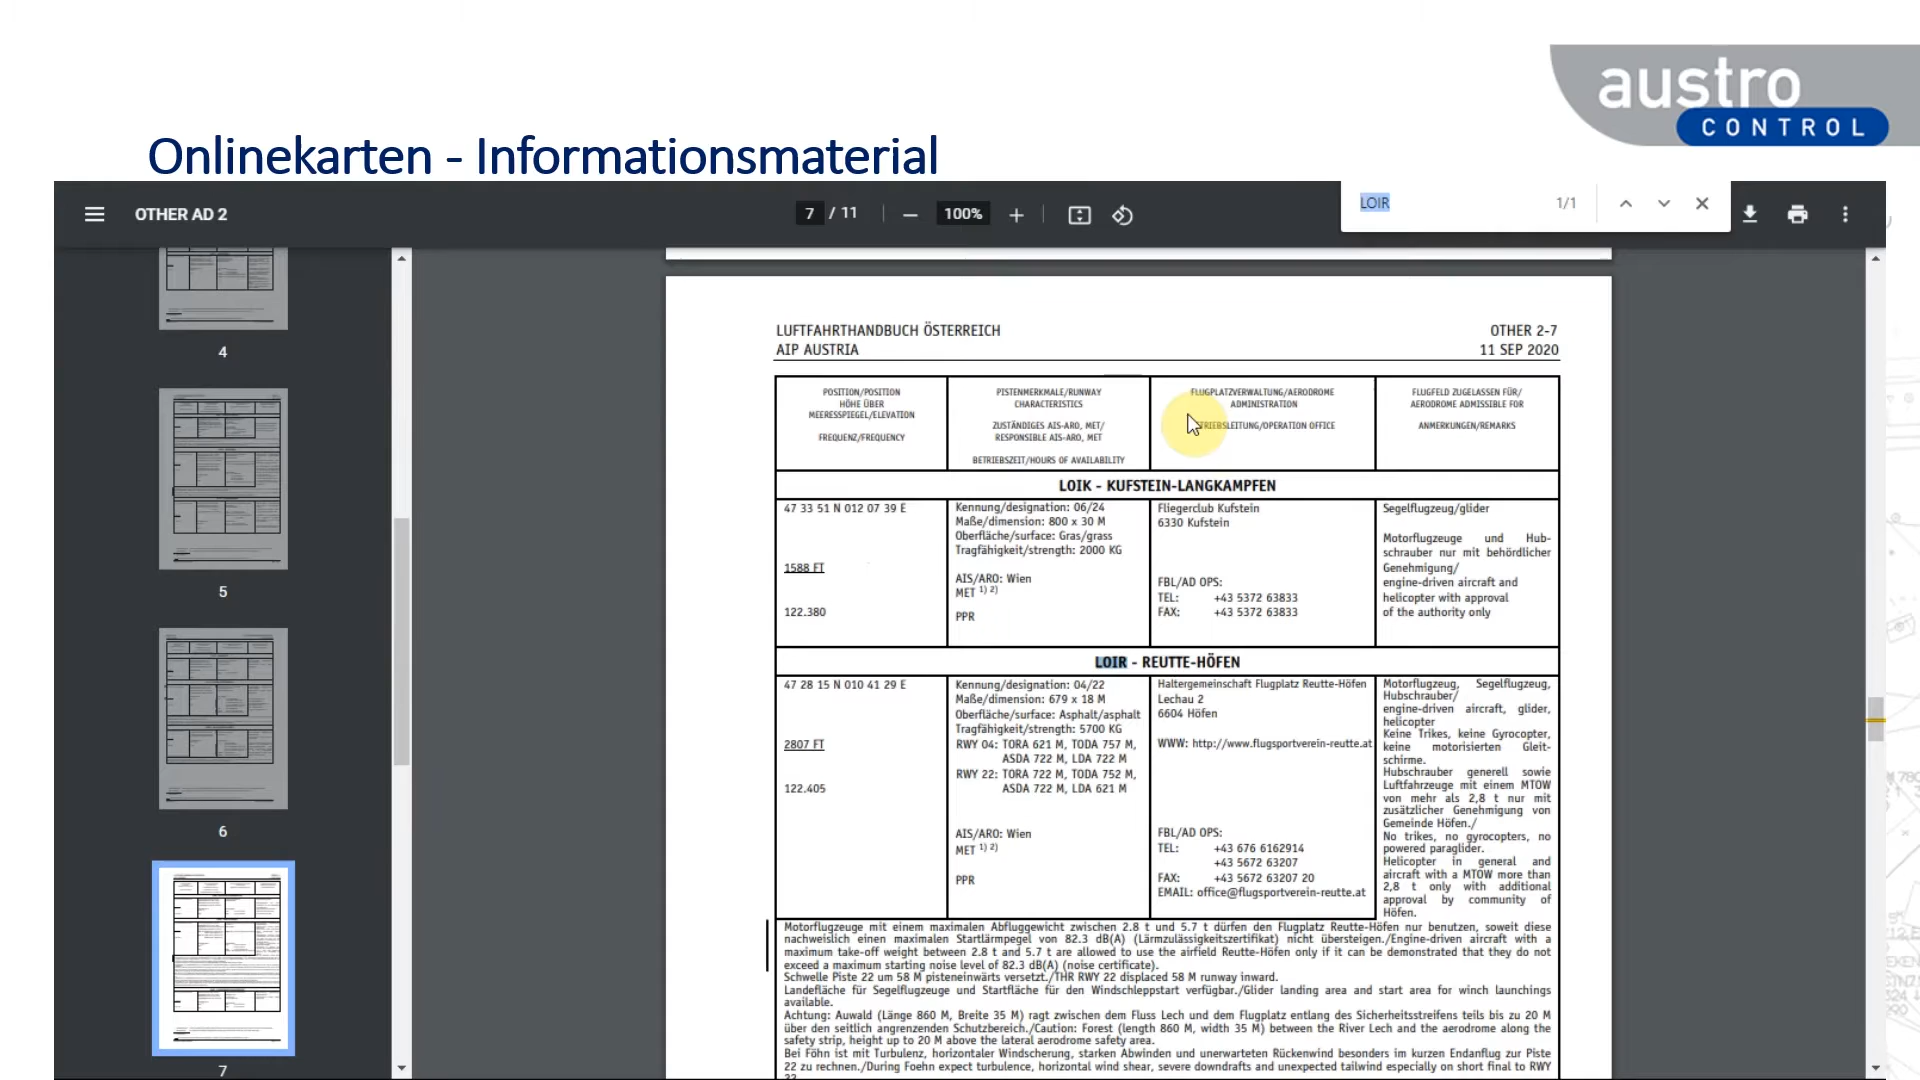 austro
CONTROL
Onlinekarten - Informationsmaterial
OTHER AD 2
7 / 11
100%
LOIR
1/1
4
5
6
7
LUFTFAHRTHANDBUCH ÖSTERREICH
OTHER 2-7
AIP AUSTRIA
11 SEP 2020
POSITION/POSITION
HÖHE ÜBER
MEERESSPIEGEL/ELEVATION
FREQUENZ/FREQUENCY
PISTENMERKMALE/RUNWAY
CHARACTERISTICS
ZUSTÄNDIGES AIS-ARO, MET/
RESPONSIBLE AIS-ARO, MET
BETRIEBSZEIT/HOURS OF AVAILABILITY
FLUGPLATZVERWALTUNG/AERODROME
ADMINISTRATION
TRIEBSLEITUNG/OPERATION OFFICE
FLUGFELD ZUGELASSEN FÜR/
AERODROME ADMISSIBLE FOR
ANMERKUNGEN/REMARKS
LOIK - KUFSTEIN-LANGKAMPFEN
47 33 51 N 012 07 39 E
1588 FT
122.380
Kennung/designation: 06/24
Maße/dimension: 800 x 30 M
Oberfläche/surface: Gras/grass
Tragfähigkeit/strength: 2000 KG
AIS/ARO: Wien
MET 1) 2)
PPR
Fliegerclub Kufstein
6330 Kufstein
FBL/AD OPS:
TEL: +43 5372 63833
FAX: +43 5372 63833
Segelflugzeug/glider
Motorflugzeuge und Hub-
schrauber nur mit behördlicher
Genehmigung/
engine-driven aircraft and
helicopter with approval
of the authority only
LOIR - REUTTE-HÖFEN
47 28 15 N 010 41 29 E
2807 FT
122.405
Kennung/designation: 04/22
Maße/dimension: 679 x 18 M
Oberfläche/surface: Asphalt/asphalt
Tragfähigkeit/strength: 5700 KG
RWY 04: TORA 621 M, TODA 757 M,
ASDA 722 M, LDA 722 M
RWY 22: TORA 722 M, TODA 752 M,
ASDA 722 M, LDA 621 M
AIS/ARO: Wien
MET 1) 2)
PPR
Haltergemeinschaft Flugplatz Reutte-Höfen
Lechau 2
6604 Höfen
WWW: http://www.flugsportverein-reutte.at
FBL/AD OPS:
TEL: +43 676 6162914
+43 5672 63207
FAX: +43 5672 63207 20
EMAIL: office@flugsportverein-reutte.at
Motorflugzeug, Segelflugzeug,
Hubschrauber/
engine-driven aircraft, glider,
helicopter
Keine Trikes, keine Gyrocopter,
keine motorisierten Gleit-
schirme.
Hubschrauber generell sowie
Luftfahrzeuge mit einem MTOW
von mehr als 2,8 t nur mit
zusätzlicher Genehmigung von
Gemeinde Höfen./
No trikes, no gyrocopters, no
powered paraglider.
Helicopter in general and
aircraft with a MTOW more than
2,8 t only with additional
approval by community of
Höfen.
Motorflugzeuge mit einem maximalen Abfluggewicht zwischen 2.8 t und 5.7 t dürfen den Flugplatz Reutte-Höfen nur benutzen, soweit diese
nachweislich einen maximalen Startlärmpegel von 82.3 dB(A) (Lärmzulässigkeitszertifikat) nicht übersteigen./Engine-driven aircraft with a
maximum take-off weight between 2.8 t and 5.7 t are allowed to use the airfield Reutte-Höfen only if it can be demonstrated that they do not
exceed a maximum starting noise level of 82.3 dB(A) (noise certificate).
Schwelle Piste 22 um 58 M pisteneinwärts versetzt./THR RWY 22 displaced 58 M runway inward.
Landefläche für Segelflugzeuge und Startfläche für den Windschleppstart verfügbar./Glider landing area and start area for winch launchings
available.
Achtung: Auwald (Länge 860 M, Breite 35 M) ragt zwischen dem Fluss Lech und dem Flugplatz entlang des Sicherheitsstreifens teils bis zu 20 M
über den seitlich angrenzenden Schutzbereich./Caution: Forest (length 860 M, width 35 M) between the River Lech and the aerodrome along the
safety strip, height up to 20 M above the lateral aerodrome safety area.
Bei Föhn ist mit Turbulenz, horizontaler Windscherung, starken Abwinden und unerwarteten Rückenwind besonders im kurzen Endanflug zur Piste
22 zu rechnen./During Foehn expect turbulence, horizontal wind shear, severe downdrafts and unexpected tailwind especially on short final to RWY